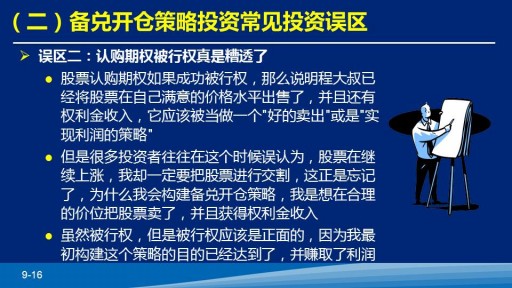 （二）备兑开仓策略投资常见投资误区
误区二：认购期权被行权真是糟透了
股票认购期权如果成功被行权，那么说明程大叔已
经将股票在自己满意的价格水平出售了，并且还有
权利金收入，它应该被当做一个"好的卖出"或是"实
现利润的策略"
但是很多投资者往往在这个时候误认为，股票在继
续上涨，我却一定要把股票进行交割，这正是忘记
了，为什么我会构建备兑开仓策略，我是想在合理
的价位把股票卖了，并且获得权利金收入
虽然被行权，但是被行权应该是正面的，因为我最
初构建这个策略的目的已经达到了，并赚取了利润
9-16